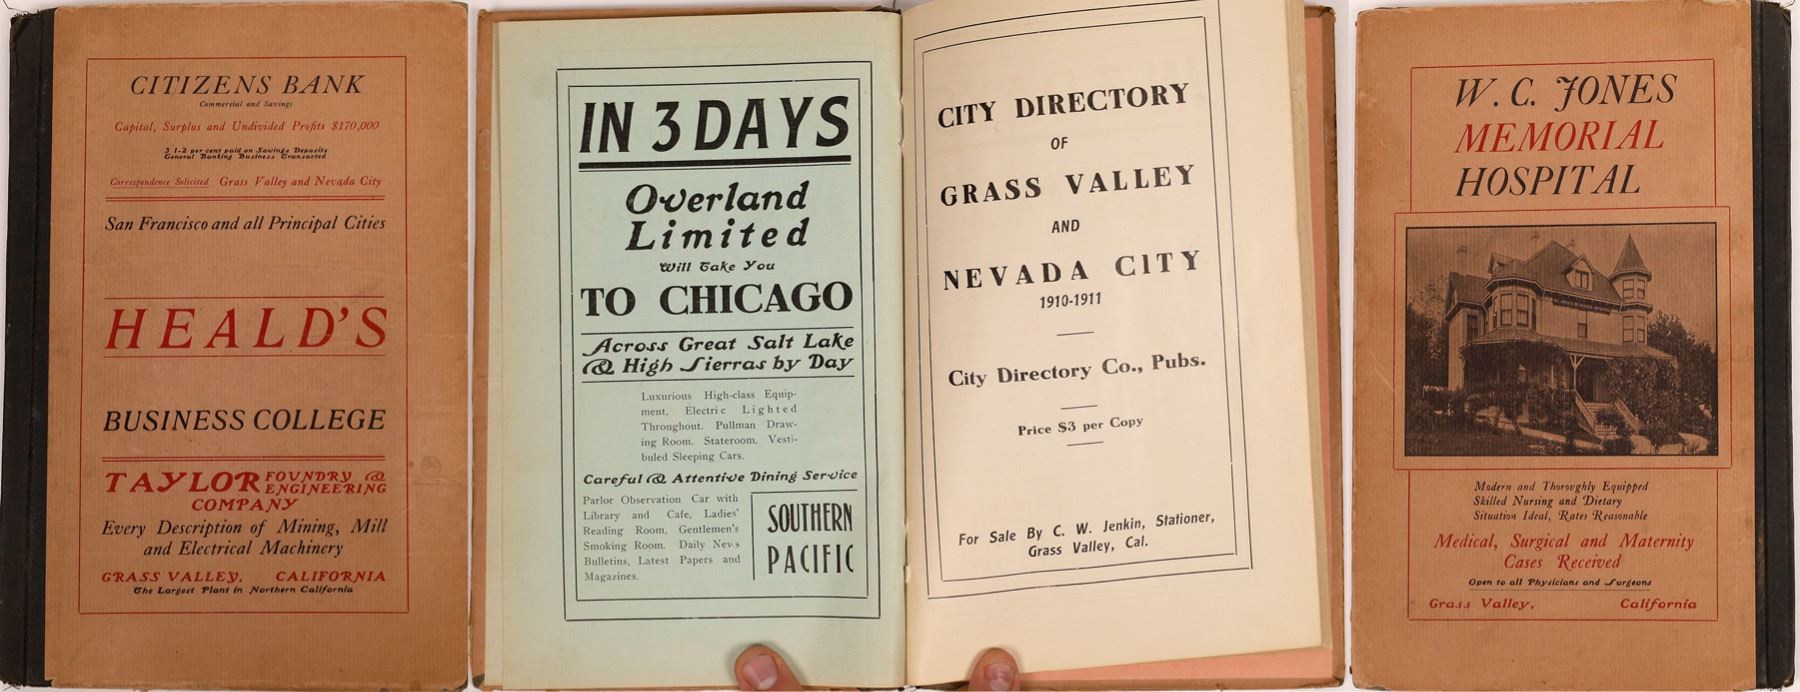 CITIZENS BANK
Commercial and Savings
Capital, Surplus and Undivided Profits $170,000
3 1-2 per cent paid on Savings Deposits
General Banking Business Transacted
Correspondence Solicited Grass Valley and Nevada City
San Francisco and all Principal Cities
HEALD'S
BUSINESS COLLEGE
TAYLOR FOUNDRY & ENGINEERING
COMPANY
Every Description of Mining, Mill
and Electrical Machinery
GRASS VALLEY, CALIFORNIA
The Largest Plant in Northern California
IN 3 DAYS
Overland
Limited
Will Take You
TO CHICAGO
Across Great Salt Lake
& High Sierras by Day
Luxurious High-class Equip-
ment, Electric Lighted
Throughout. Pullman Draw-
ing Room. Stateroom. Vesti-
buled Sleeping Cars.
Careful & Attentive Dining Service
Parlor Observation Car with
Library and Cafe, Ladies'
Reading Room, Gentlemen's
Smoking Room. Daily News
Bulletins, Latest Papers and
Magazines.
SOUTHERN
PACIFIC
CITY DIRECTORY
OF
GRASS VALLEY
AND
NEVADA CITY
1910-1911
City Directory Co., Pubs.
Price $3 per Copy
For Sale By C. W. Jenkin, Stationer,
Grass Valley, Cal.
W. C. JONES
MEMORIAL
HOSPITAL
Modern and Thoroughly Equipped
Skilled Nursing and Dietary
Situation Ideal, Rates Reasonable
Medical, Surgical and Maternity
Cases Received
Open to all Physicians and Surgeons
Grass Valley, California